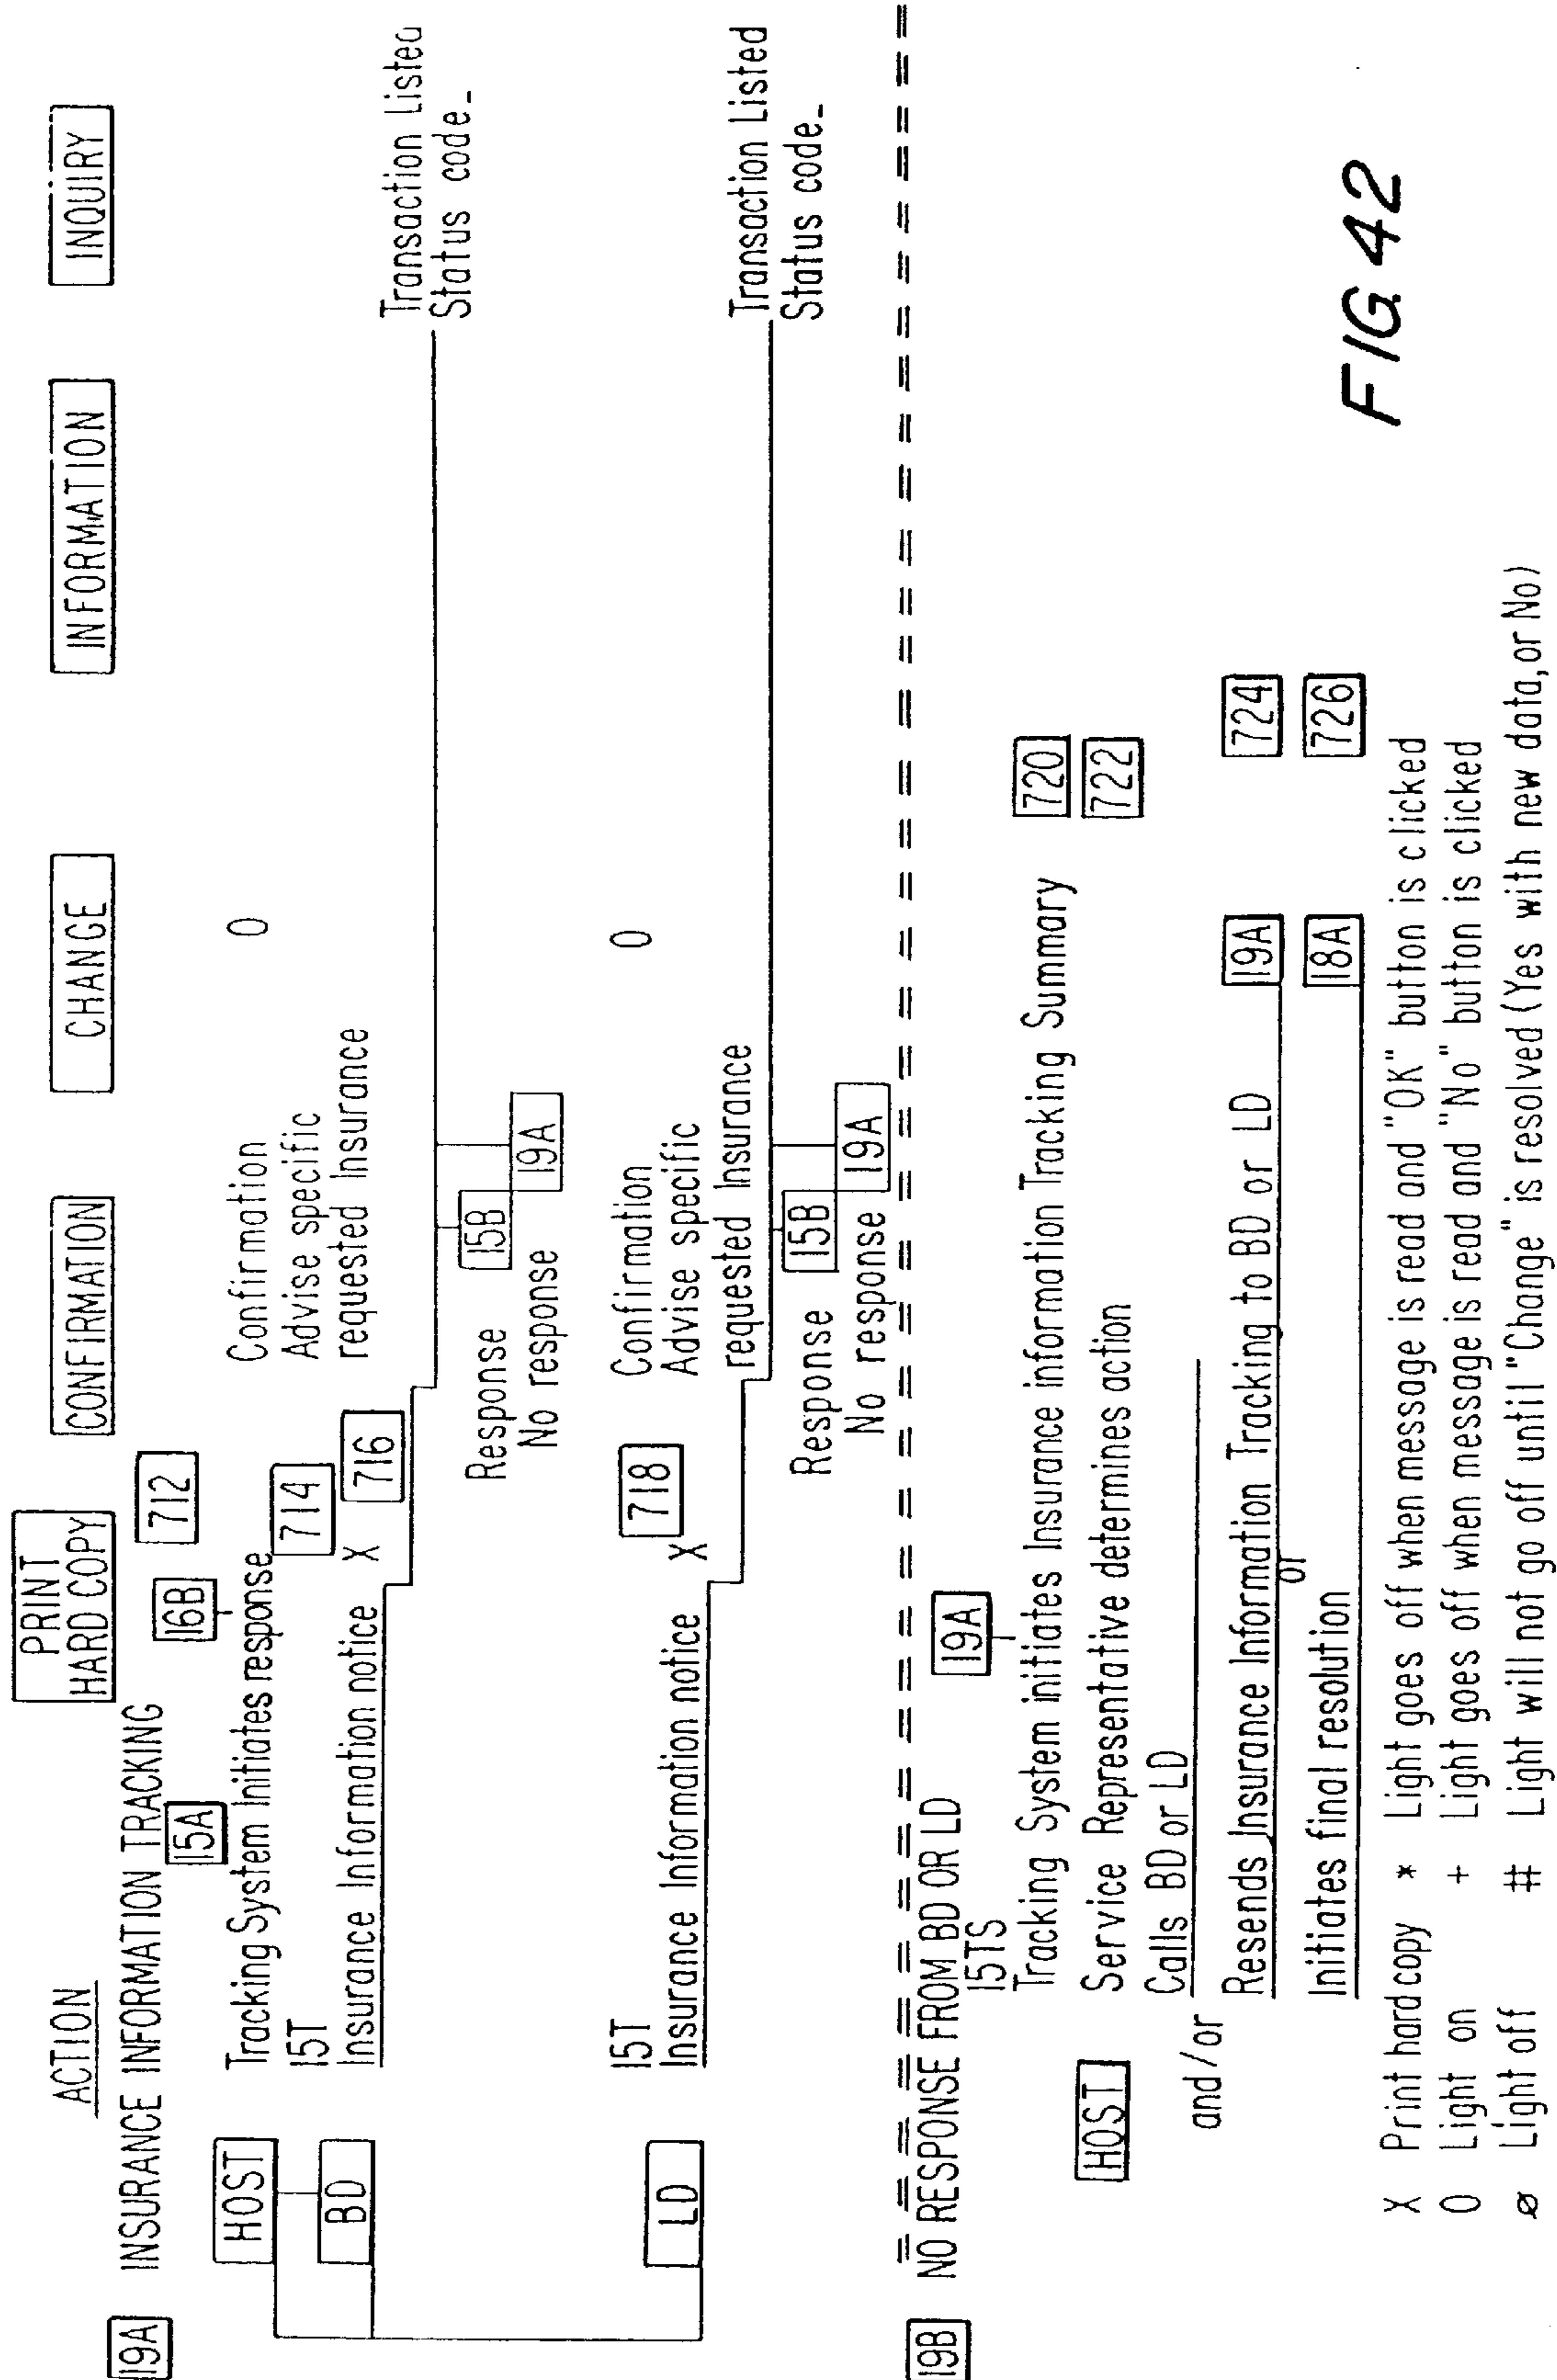 ACTION
PRINT
HARD COPY
CONFIRMATION
CHANGE
INFORMATION
INQUIRY
19A INSURANCE INFORMATION TRACKING
712
15A
16B
HOST
Tracking System Initiates response
714
Confirmation
Advise specific
requested Insurance
O
BD
15T
Insurance Information notice
X
716
Transaction Listed
Status code_
Response
15B
No response
19A
LD
15T
Insurance Information notice
X
718
Confirmation
Advise specific
requested Insurance
O
Transaction Listed
Status code_
Response
15B
No response
19A
19B NO RESPONSE FROM BD OR LD
15TS
19A
Tracking System initiates Insurance information Tracking Summary 720
HOST
Service Representative determines action 722
Calls BD or LD
and/or
Resends Insurance Information Tracking to BD or LD 19A 724
or
Initiates final resolution 18A 726
X Print hard copy * Light goes off when message is read and "OK" button is clicked
O Light on + Light goes off when message is read and "No" button is clicked
ø Light off # Light will not go off until "Change" is resolved (Yes with new data, or No)
FIG. 42